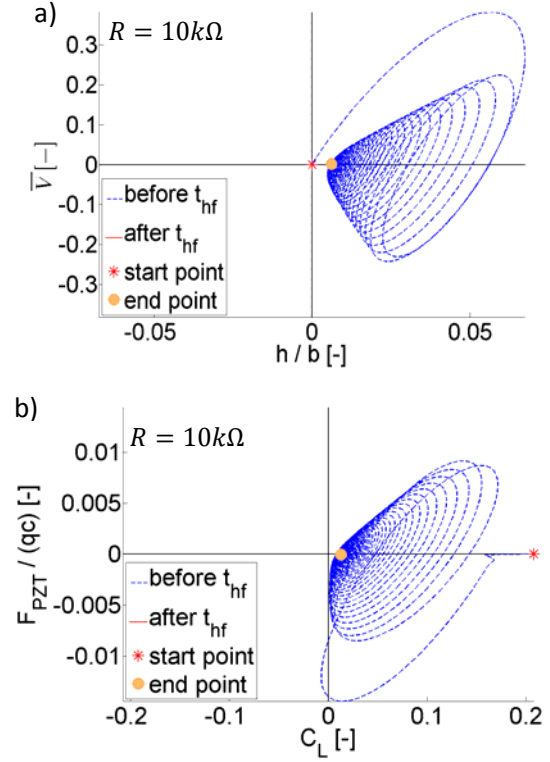 a)
R = 10kΩ
0.3
0.2
0.1
0
-0.1
-0.2
-0.3
V̅ [–]
before t_hf
after t_hf
start point
end point
-0.05
0
0.05
h / b [-]
b)
R = 10kΩ
0.01
0.005
0
-0.005
-0.01
F_PZT / (qc) [-]
before t_hf
after t_hf
start point
end point
-0.2
-0.1
0
0.1
0.2
C_L [-]